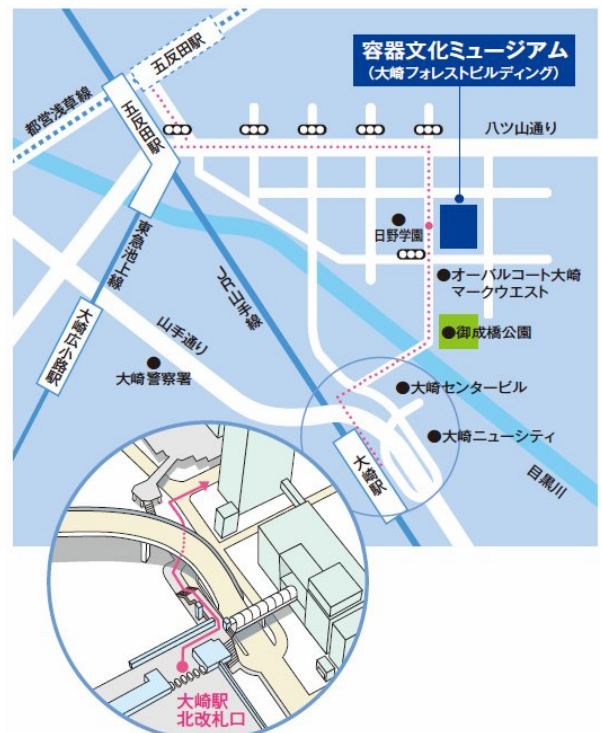 五反田駅
容器文化ミュージアム
（大崎フォレストビルディング）
都営浅草線
五反田駅
八ツ山通り
日野学園
東急池上線
JR山手線
オーバルコート大崎
マークウエスト
大崎広小路駅
山手通り
御成橋公園
大崎警察署
大崎センタービル
大崎ニューシティ
大崎駅
目黒川
大崎駅
北改札口